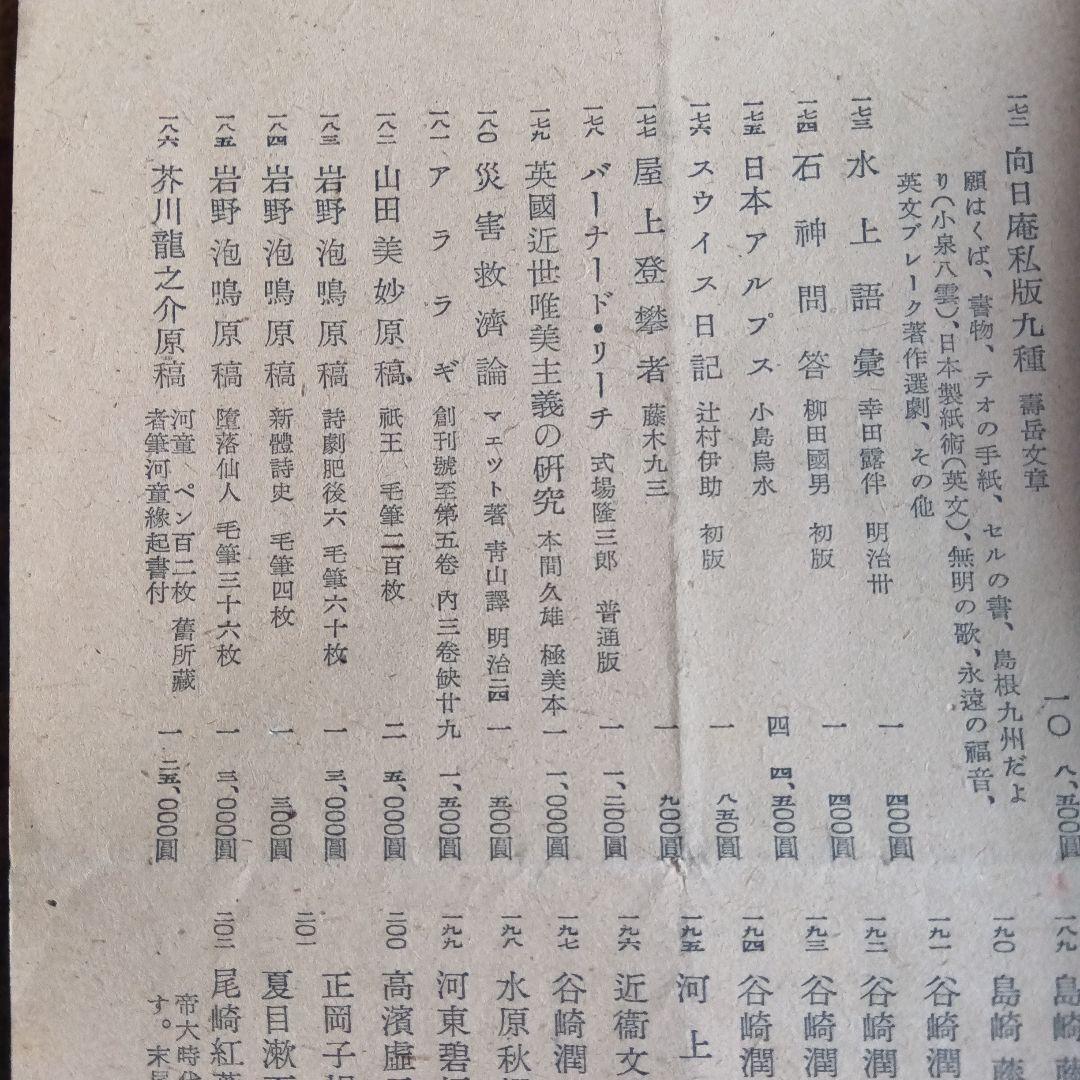 一七二 向日庵私版九種 壽岳文章 一〇 八、五〇〇圓
願はくば、書物、テオの手紙、セルの書、島根九州だよ
り(小泉八雲)、日本製紙術(英文)、無明の歌、永遠の福音、
英文ブレーク著作選劇、その他
一七三 水上語彙 幸田露伴 明治卅 一 四〇〇圓
一七四 石神問答 柳田國男 初版 一 四〇〇圓
一七五 日本アルプス 小島烏水 四 四、五〇〇圓
一七六 スウイス日記 辻村伊助 初版 一 八五〇圓
一七七 屋上登攀者 藤木九三 一 九〇〇圓
一七八 バーナード・リーチ 式場隆三郎 普通版 一 一、二〇〇圓
一七九 英國近世唯美主義の硏究 本間久雄 極美本 一 一、〇〇〇圓
一八〇 災害救濟論 マエツト著 靑山譯 明治二四 一 五〇〇圓
一八一 アララギ 創刊號至第五卷 內三卷缺 廿九 一、五〇〇圓
一八二 山田美妙原稿 祇王 毛筆二百枚 二 五、〇〇〇圓
一八三 岩野泡鳴原稿 詩劇肥後六 毛筆六十枚 一 三、〇〇〇圓
一八四 岩野泡鳴原稿 新體詩史 毛筆四枚 一 三〇〇圓
一八五 岩野泡鳴原稿 墮落仙人 毛筆三十六枚 一 三、〇〇〇圓
一八六 芥川龍之介原稿 河童 ペン百二枚 舊所藏
者筆河童緣起書付 一 二五、〇〇〇圓
一八九 島崎藤
一九〇 島崎藤
一九一 谷崎潤
一九二 谷崎潤
一九三 谷崎潤
一九四 谷崎潤
一九五 河上
一九六 近衞文
一九七 谷崎潤
一九八 水原秋
一九九 河東碧
二〇〇 高濱虛
二〇一 正岡子
夏目漱
二〇二 尾崎紅
帝大時代
す。末